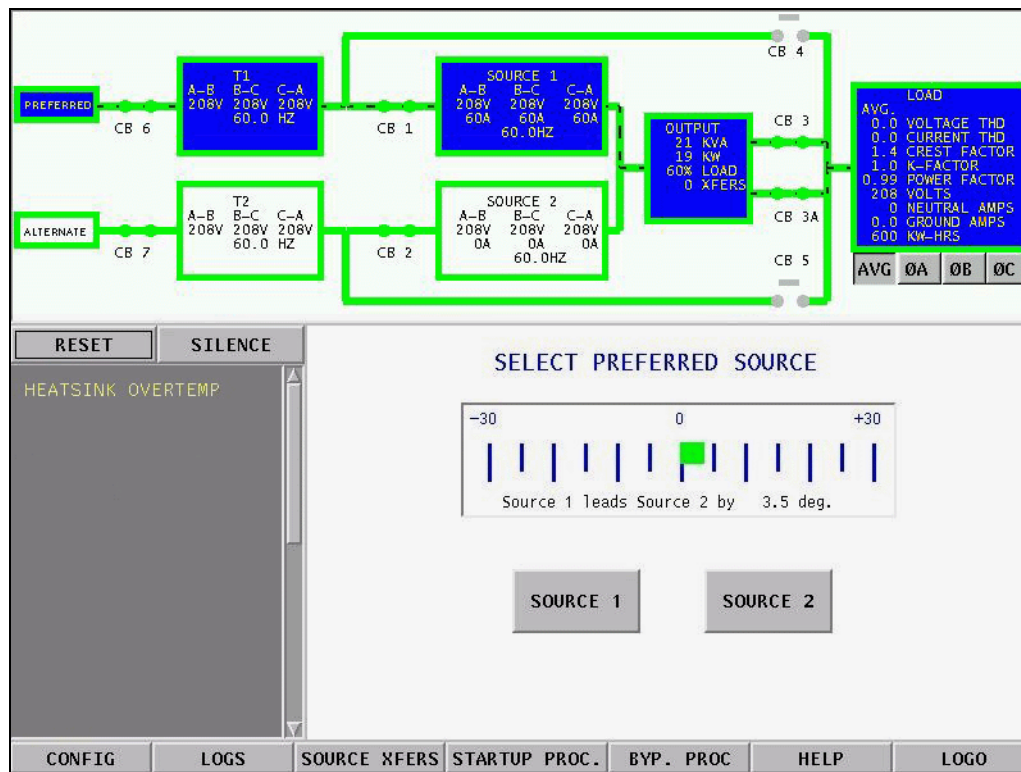 PREFERRED
CB 6
T1
A-B B-C C-A
208V 208V 208V
60.0 HZ
CB 1
SOURCE 1
A-B B-C C-A
208V 208V 208V
60A 60A 60A
60.0HZ
CB 4
OUTPUT
21 KVA
19 KW
60% LOAD
0 XFERS
CB 3
CB 3A
LOAD
AVG.
0.0 VOLTAGE THD
0.0 CURRENT THD
1.4 CREST FACTOR
1.0 K-FACTOR
0.99 POWER FACTOR
208 VOLTS
0 NEUTRAL AMPS
0.0 GROUND AMPS
600 KW-HRS
ALTERNATE
CB 7
T2
A-B B-C C-A
208V 208V 208V
60.0 HZ
CB 2
SOURCE 2
A-B B-C C-A
208V 208V 208V
0A 0A 0A
60.0HZ
CB 5
AVG ØA ØB ØC
RESET SILENCE
HEATSINK OVERTEMP
SELECT PREFERRED SOURCE
-30 0 +30
Source 1 leads Source 2 by 3.5 deg.
SOURCE 1 SOURCE 2
CONFIG LOGS SOURCE XFERS STARTUP PROC. BYP. PROC HELP LOGO